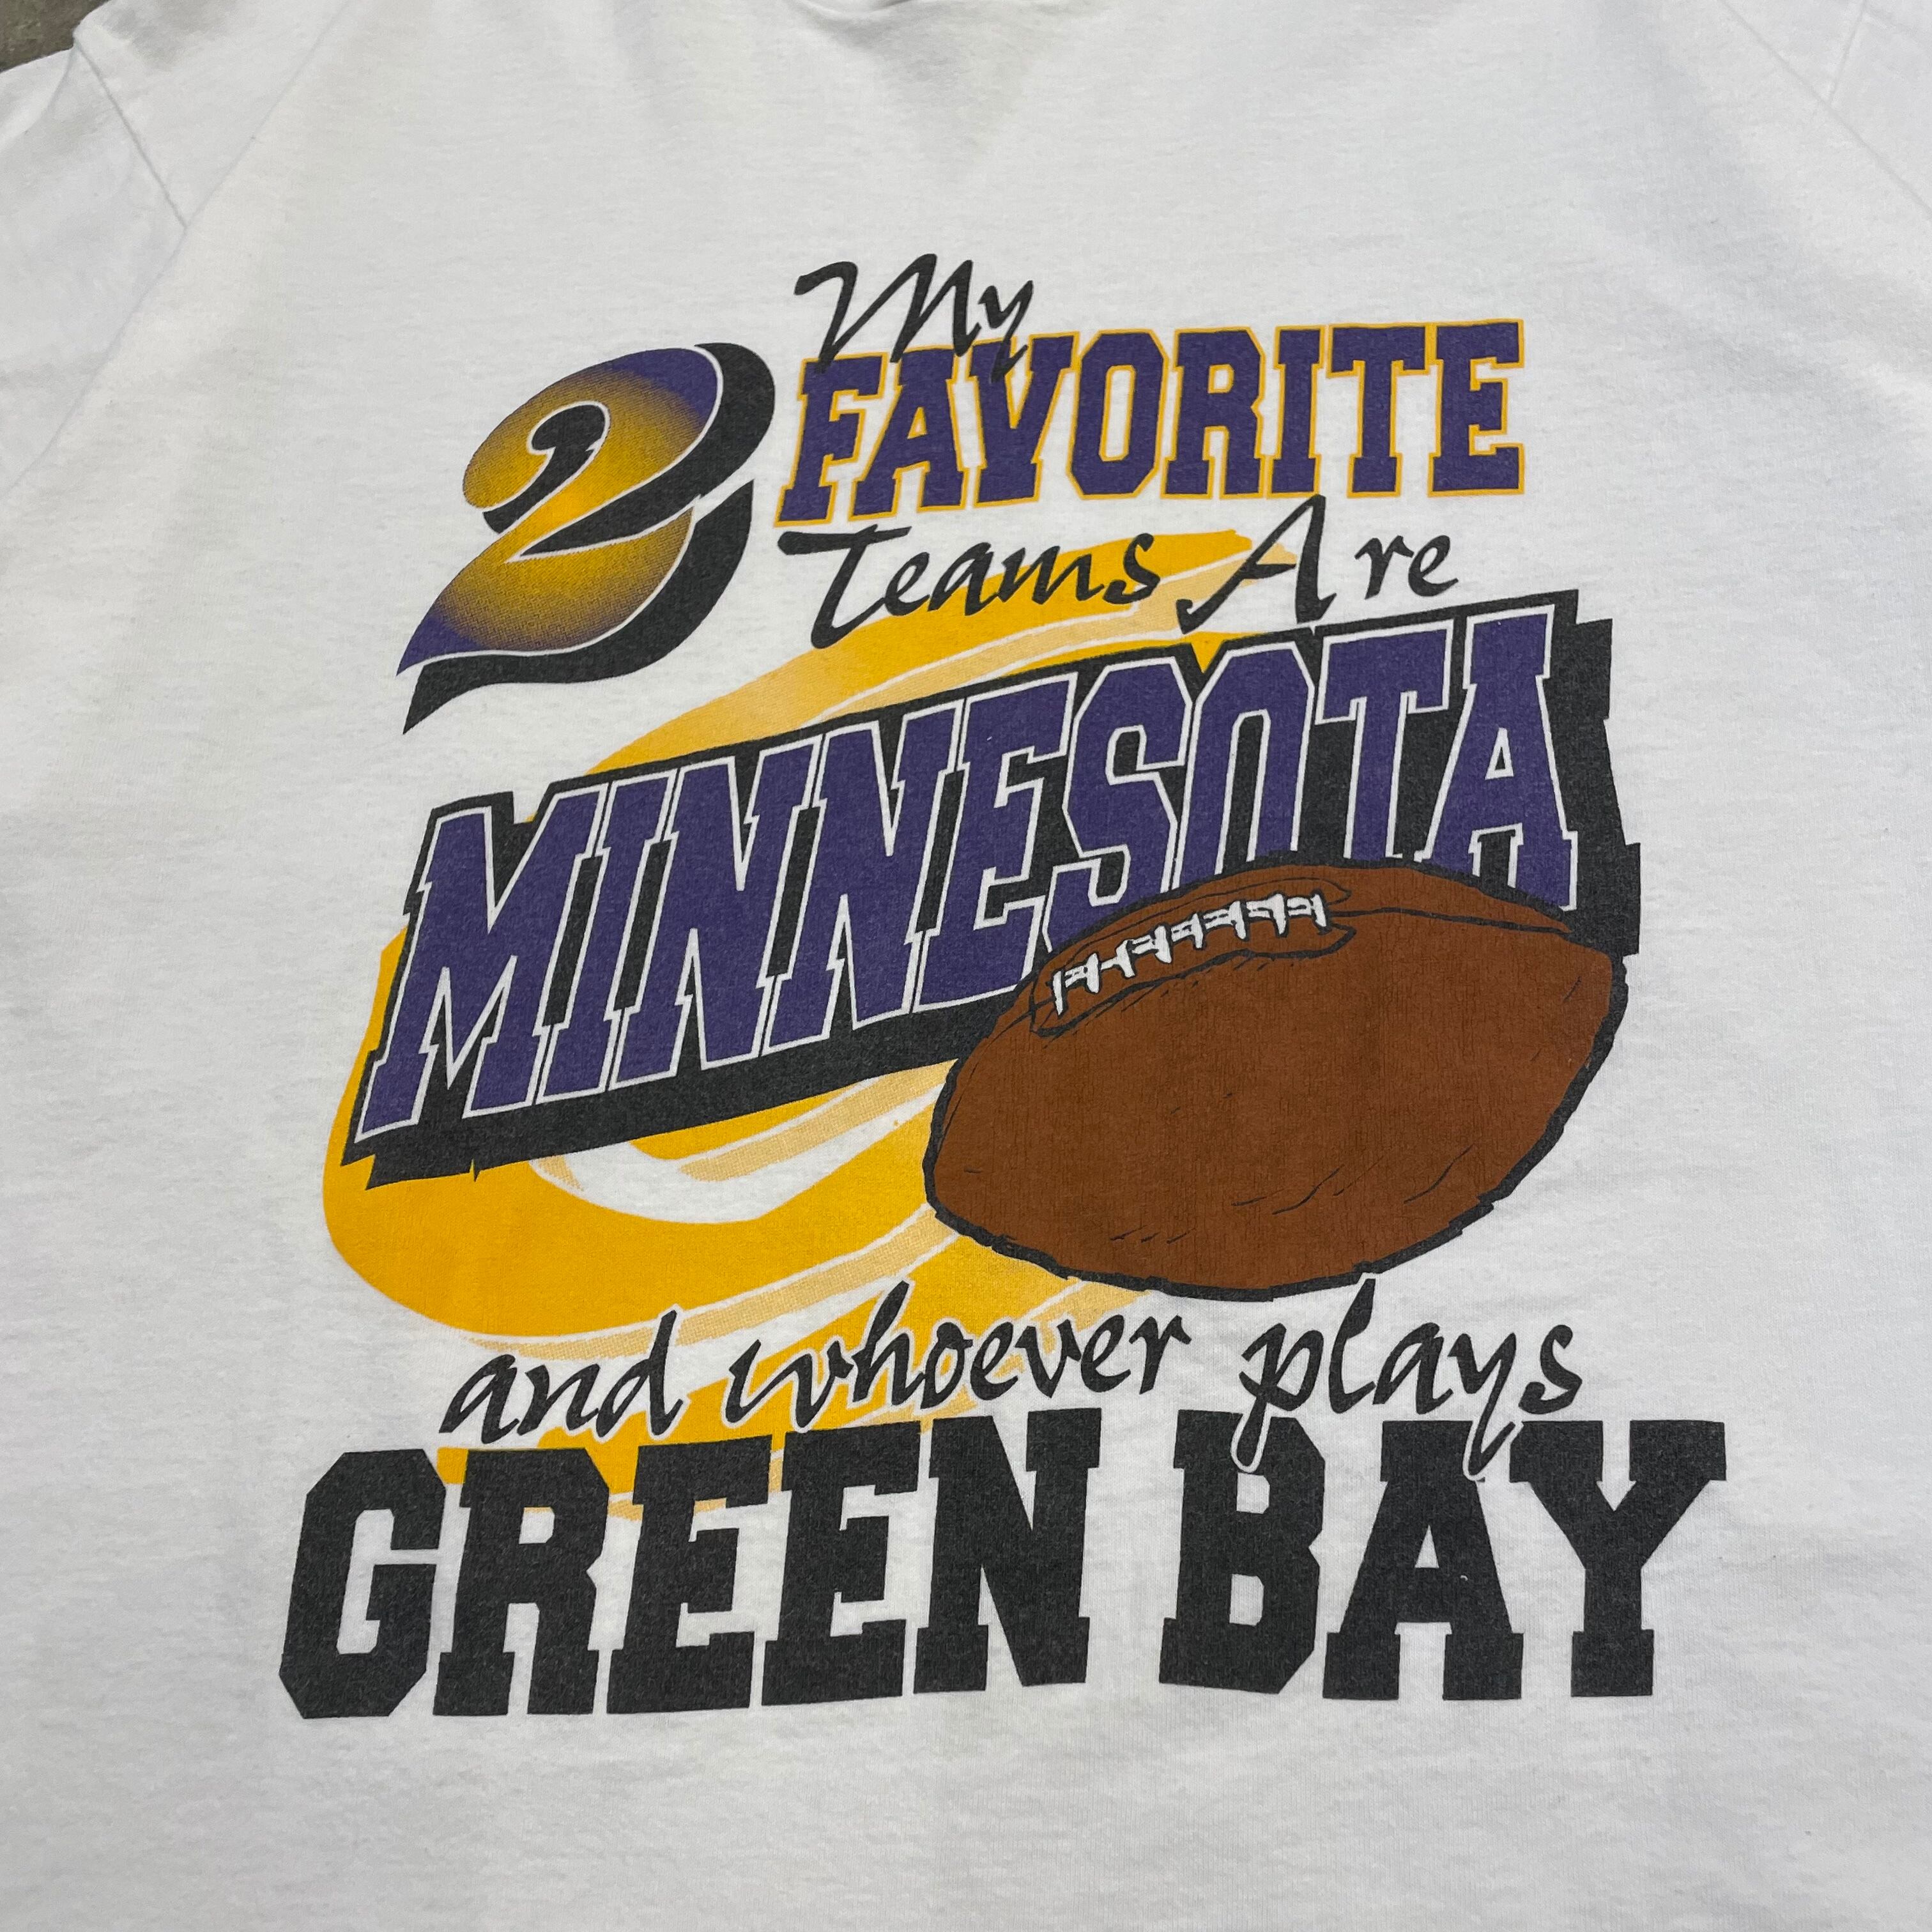 My
2 FAVORITE
Teams Are
MINNESOTA
and whoever plays
GREEN BAY